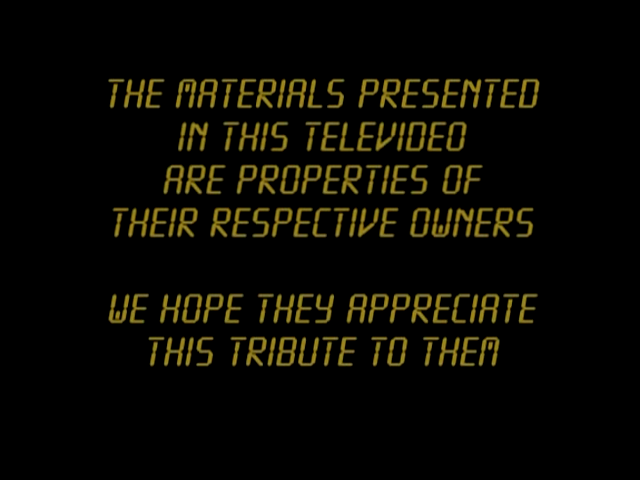 THE MATERIALS PRESENTED
IN THIS TELEVIDEO
ARE PROPERTIES OF
THEIR RESPECTIVE OWNERS
WE HOPE THEY APPRECIATE
THIS TRIBUTE TO THEM